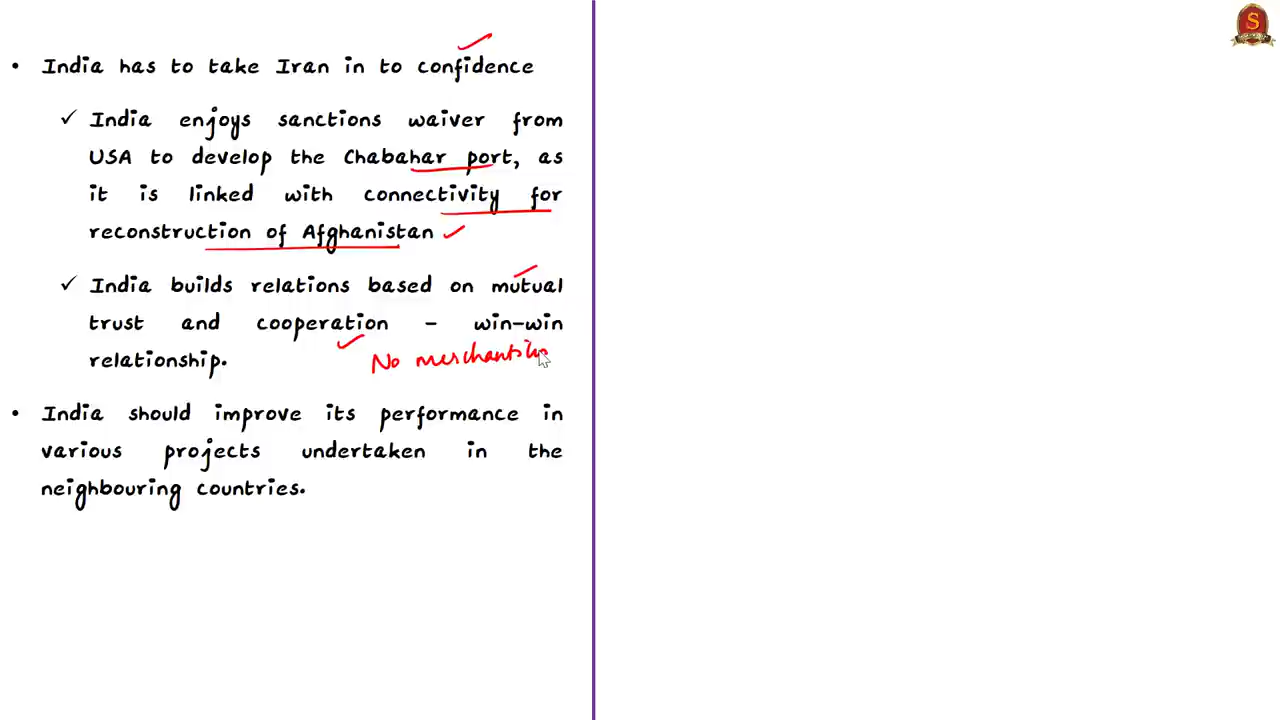 • India has to take Iran in to confidence
✓ India enjoys sanctions waiver from
USA to develop the Chabahar port, as
it is linked with connectivity for
reconstruction of Afghanistan
✓ India builds relations based on mutual
trust and cooperation – win-win
relationship.
No
• India should improve its performance in
various projects undertaken in the
neighbouring countries.
S